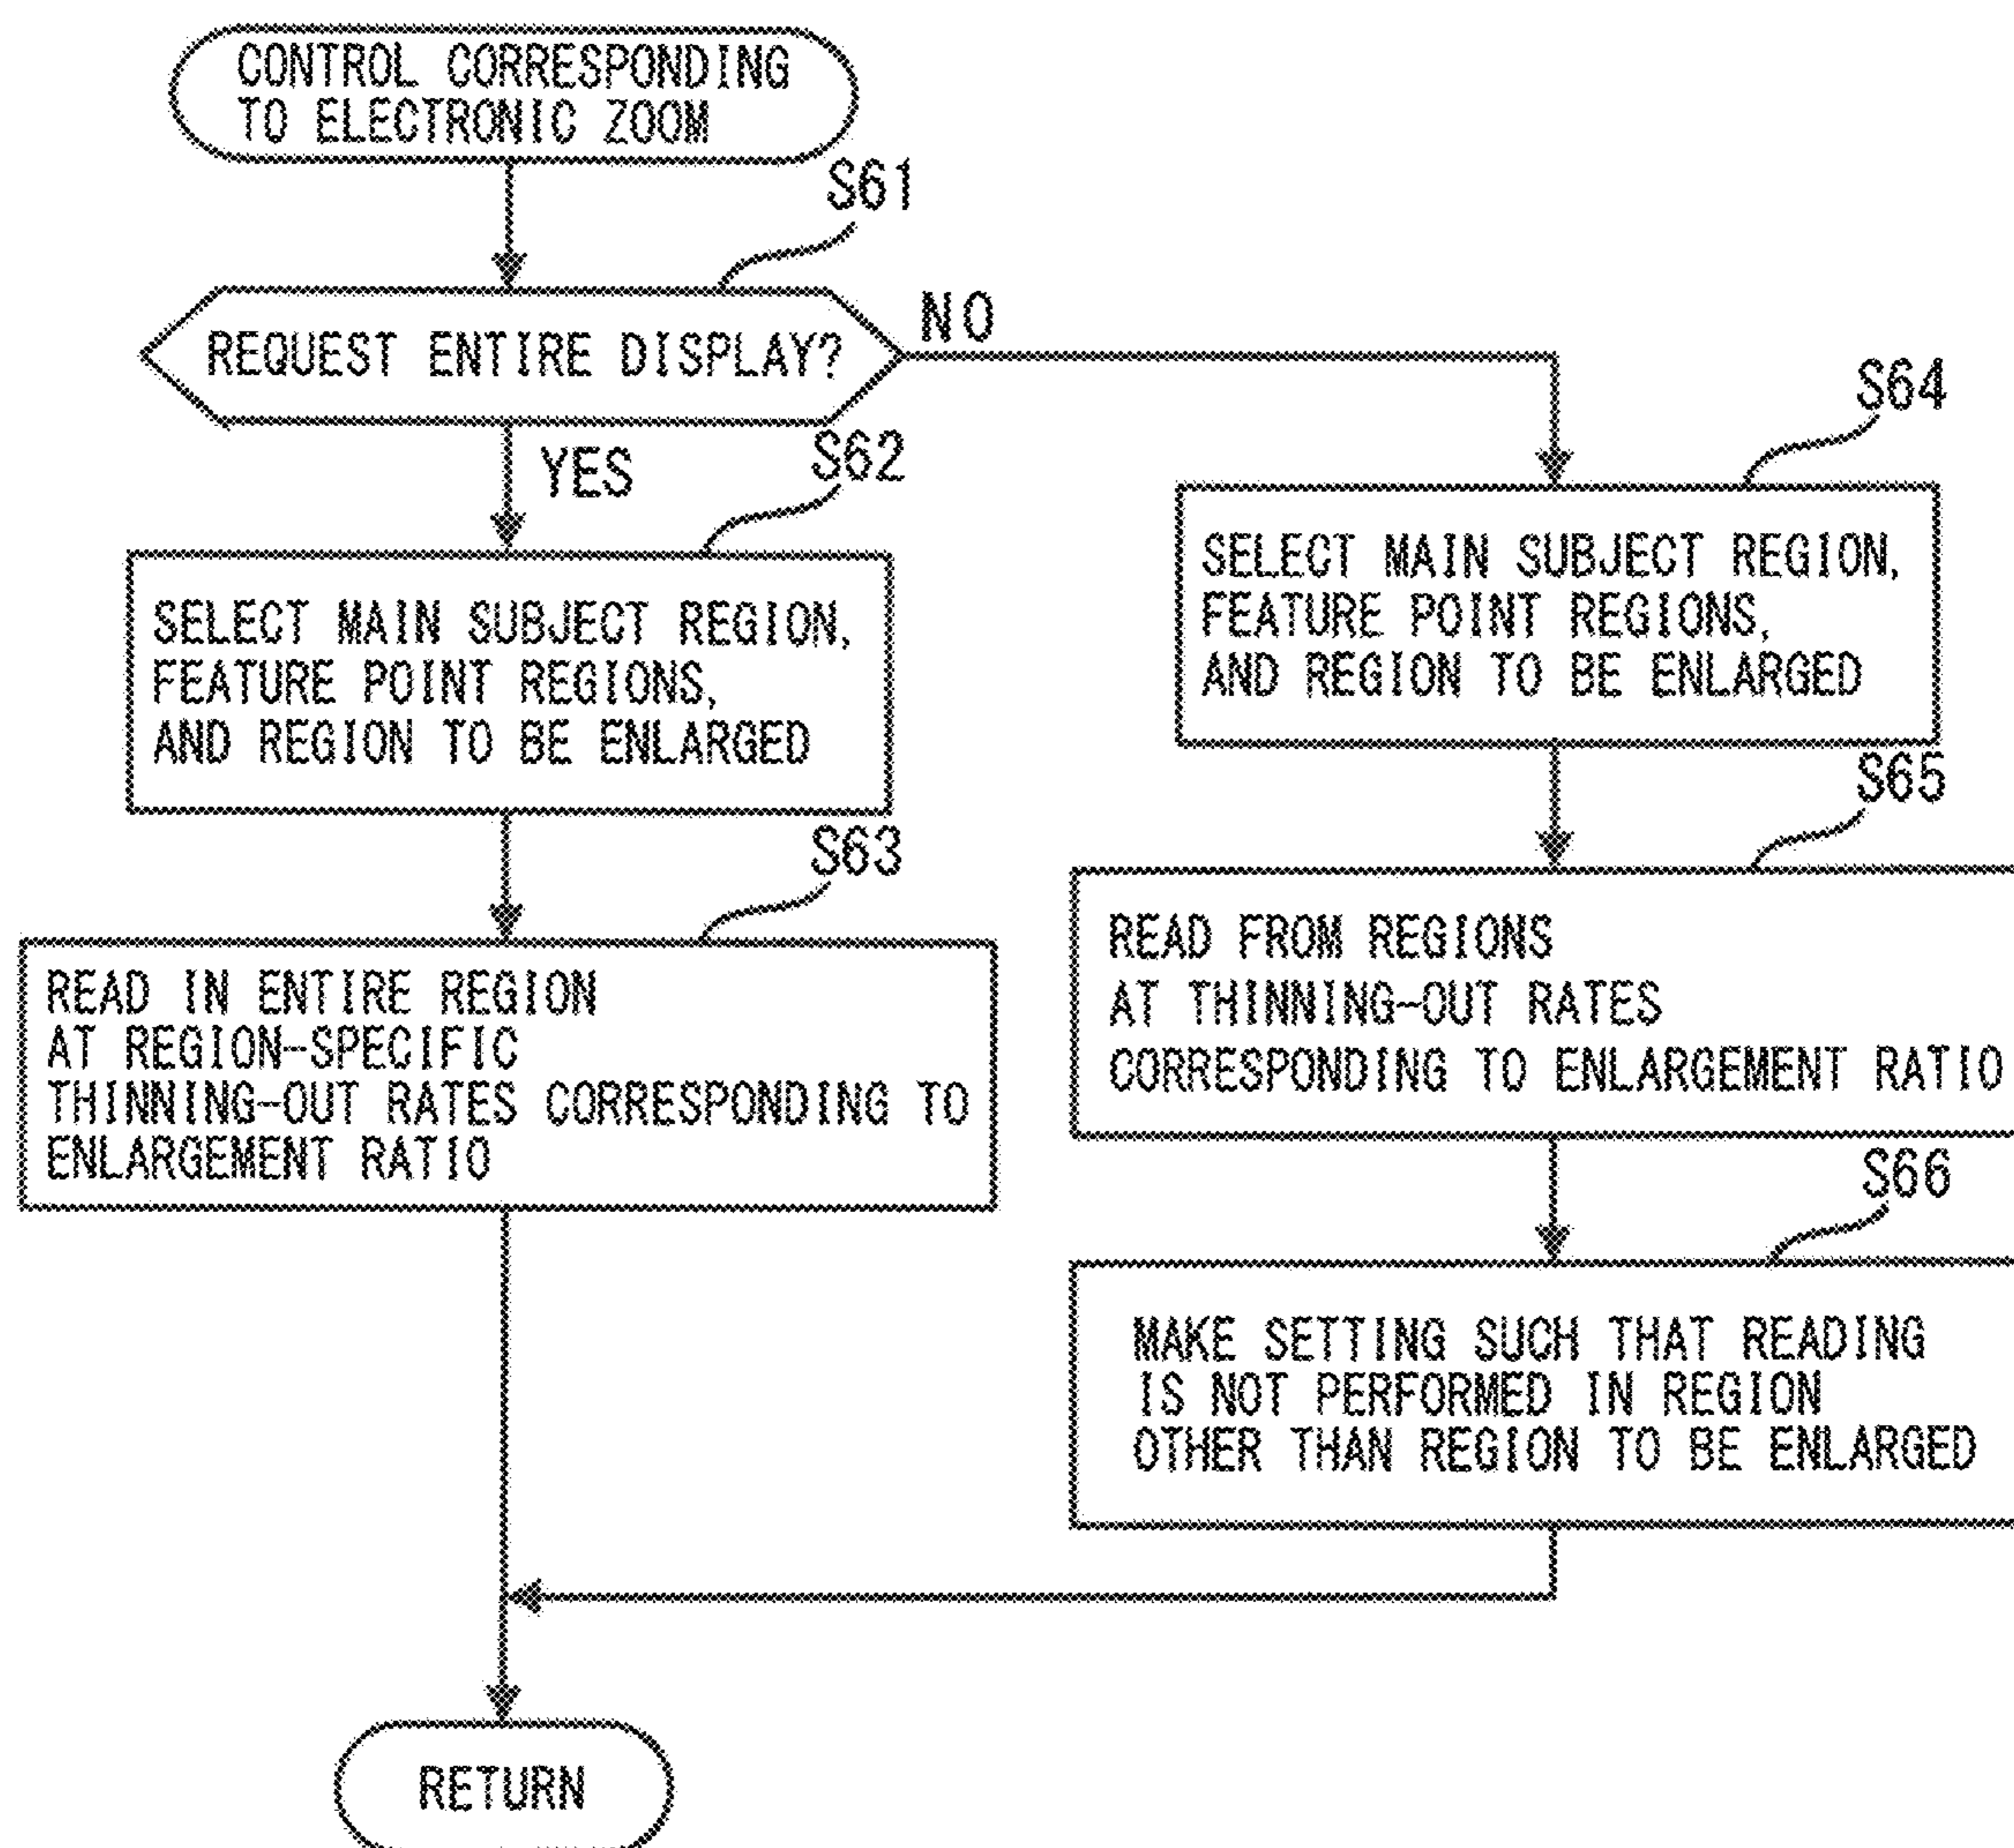 CONTROL CORRESPONDING
TO ELECTRONIC ZOOM
S61
REQUEST ENTIRE DISPLAY?
NO
YES
S62
SELECT MAIN SUBJECT REGION,
FEATURE POINT REGIONS,
AND REGION TO BE ENLARGED
S63
READ IN ENTIRE REGION
AT REGION-SPECIFIC
THINNING-OUT RATES CORRESPONDING TO
ENLARGEMENT RATIO
S64
SELECT MAIN SUBJECT REGION,
FEATURE POINT REGIONS,
AND REGION TO BE ENLARGED
S65
READ FROM REGIONS
AT THINNING-OUT RATES
CORRESPONDING TO ENLARGEMENT RATIO
S66
MAKE SETTING SUCH THAT READING
IS NOT PERFORMED IN REGION
OTHER THAN REGION TO BE ENLARGED
RETURN